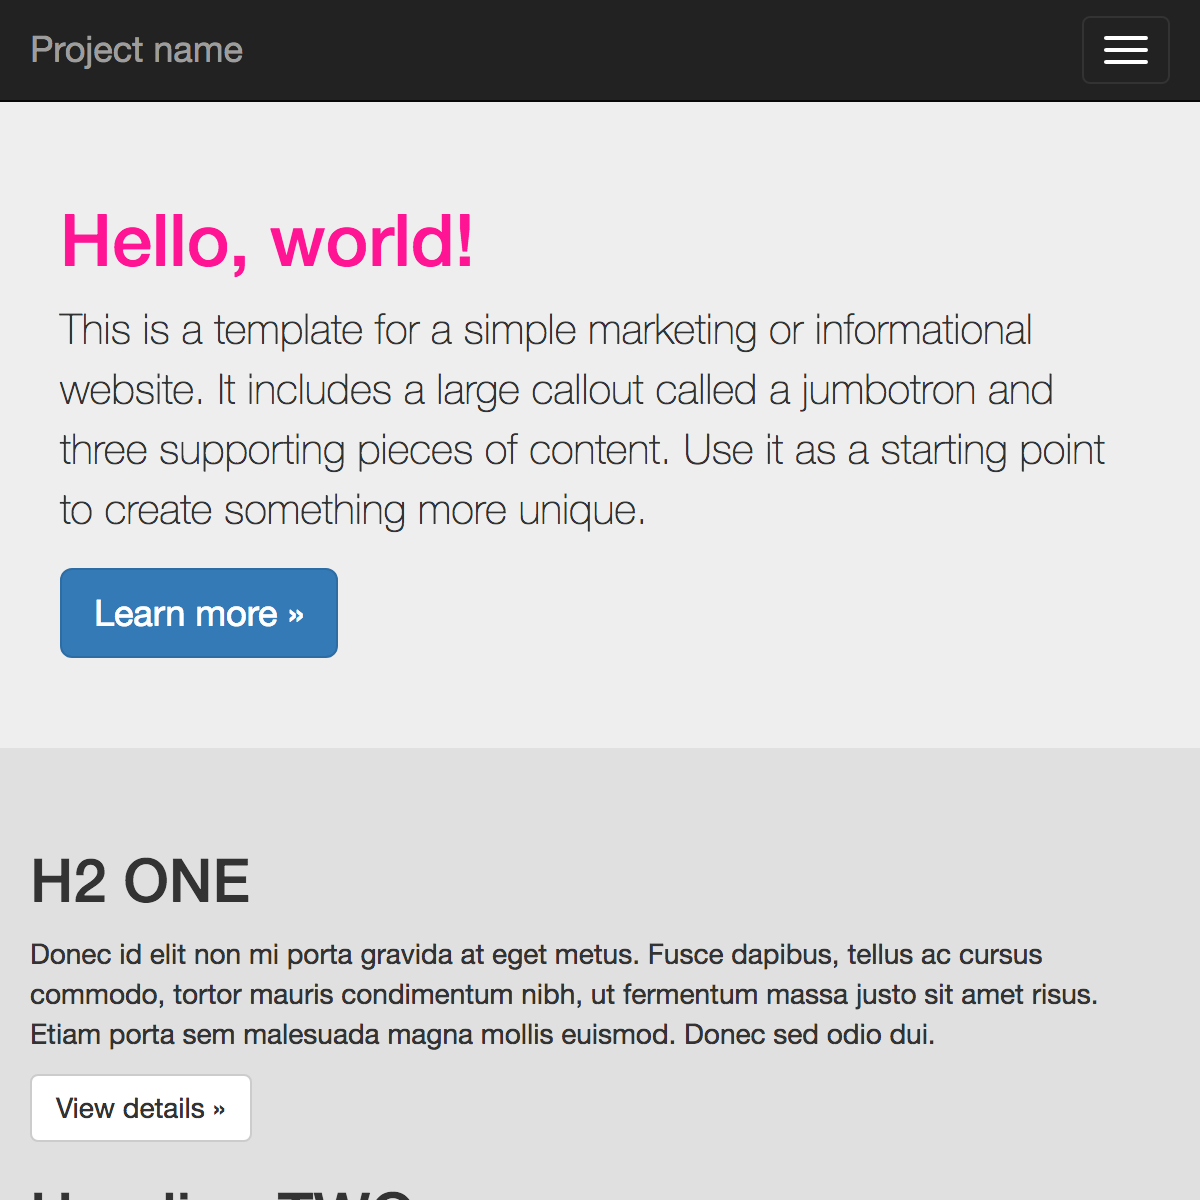 Project name
Hello, world!
This is a template for a simple marketing or informational
website. It includes a large callout called a jumbotron and
three supporting pieces of content. Use it as a starting point
to create something more unique.
Learn more »
H2 ONE
Donec id elit non mi porta gravida at eget metus. Fusce dapibus, tellus ac cursus
commodo, tortor mauris condimentum nibh, ut fermentum massa justo sit amet risus.
Etiam porta sem malesuada magna mollis euismod. Donec sed odio dui.
View details »
Heading TWO